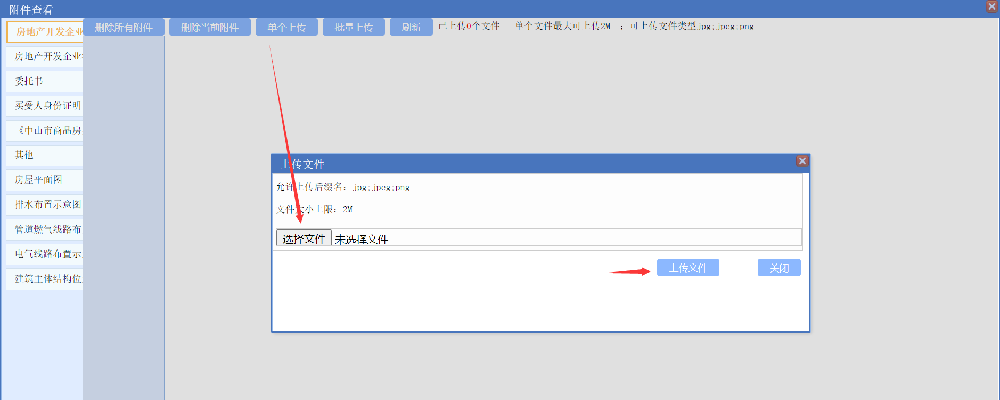 附件查看
房地产开发企业
房地产开发企业
委托书
买受人身份证明
《中山市商品房
其他
房屋平面图
排水布置示意图
管道燃气线路布
电气线路布置示
建筑主体结构位
删除所有附件 删除当前附件 单个上传 批量上传 刷新 已上传0个文件 单个文件最大可上传2M ；可上传文件类型jpg;jpeg;png
上传文件
允许上传后缀名：jpg;jpeg;png
文件大小上限：2M
选择文件 未选择文件
上传文件 关闭